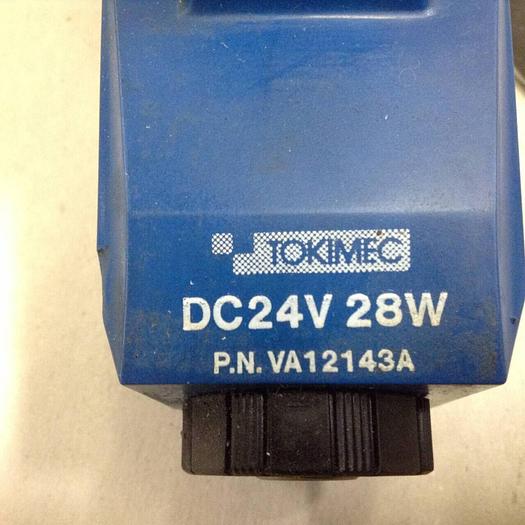 TOKIMEC
DC24V 28W
P.N. VA12143A